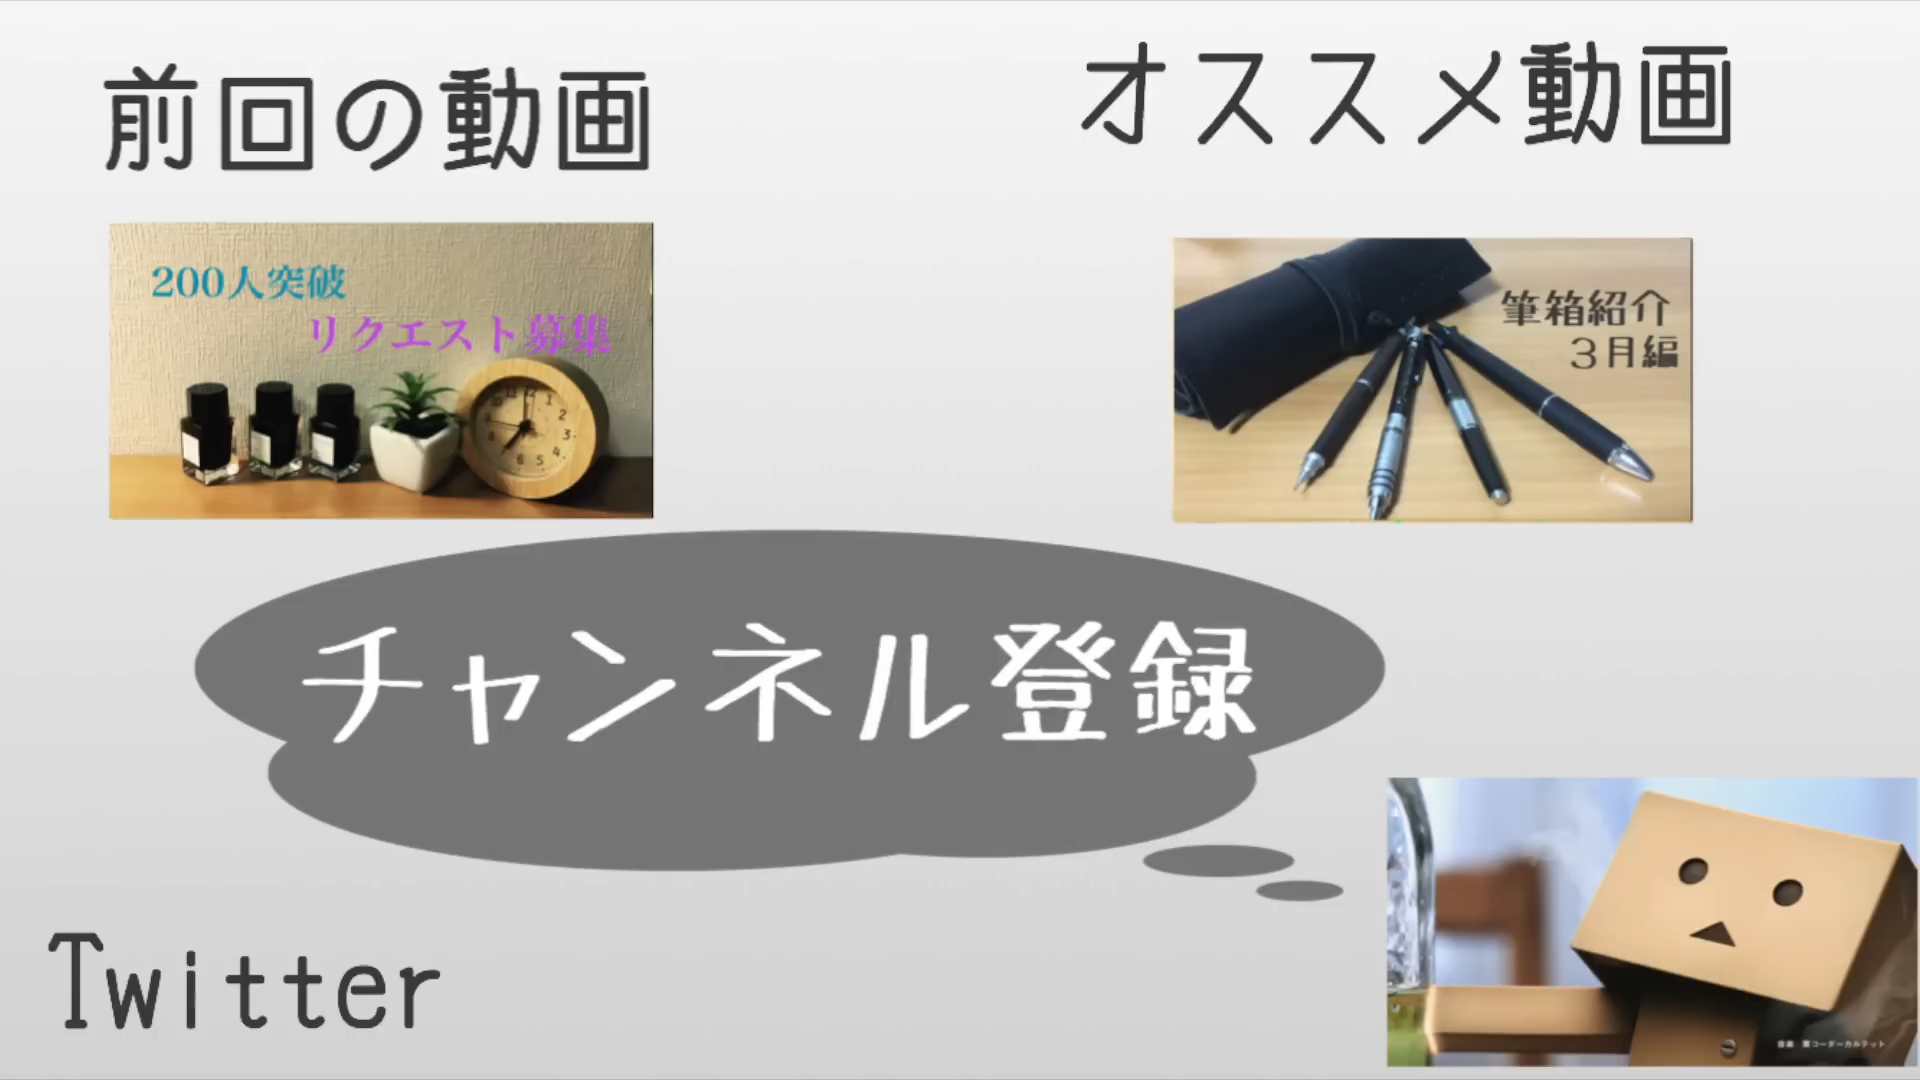 前回の動画
オススメ動画
200人突破
リクエスト募集
筆箱紹介
3月編
チャンネル登録
Twitter